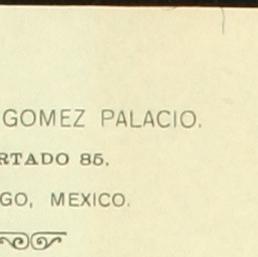 GOMEZ PALACIO.
RTADO 85.
GO, MEXICO.